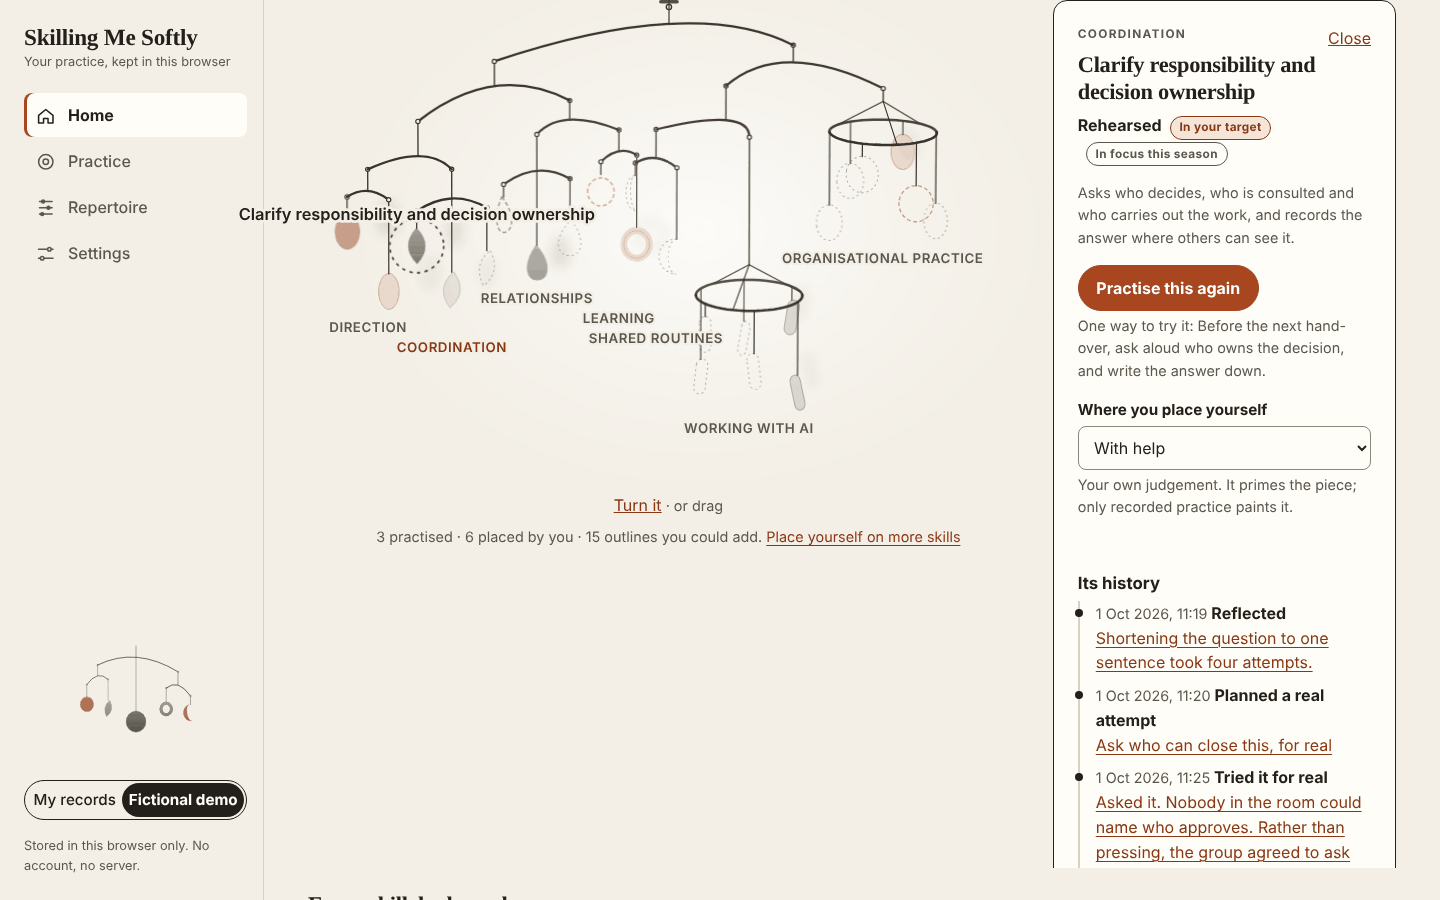 Skilling Me Softly
Your practice, kept in this browser
Home
Practice
Repertoire
Settings
My records
Fictional demo
Stored in this browser only. No
account, no server.
Clarify responsibility and decision ownership
ORGANISATIONAL PRACTICE
RELATIONSHIPS
LEARNING
DIRECTION
SHARED ROUTINES
COORDINATION
WORKING WITH AI
Turn it · or drag
3 practised · 6 placed by you · 15 outlines you could add. Place yourself on more skills
COORDINATION
Close
Clarify responsibility and
decision ownership
Rehearsed In your target
In focus this season
Asks who decides, who is consulted and
who carries out the work, and records the
answer where others can see it.
Practise this again
One way to try it: Before the next hand-
over, ask aloud who owns the decision,
and write the answer down.
Where you place yourself
With help
Your own judgement. It primes the piece;
only recorded practice paints it.
Its history
1 Oct 2026, 11:19 Reflected
Shortening the question to one
sentence took four attempts.
1 Oct 2026, 11:20 Planned a real
attempt
Ask who can close this, for real
1 Oct 2026, 11:25 Tried it for real
Asked it. Nobody in the room could
name who approves. Rather than
pressing, the group agreed to ask